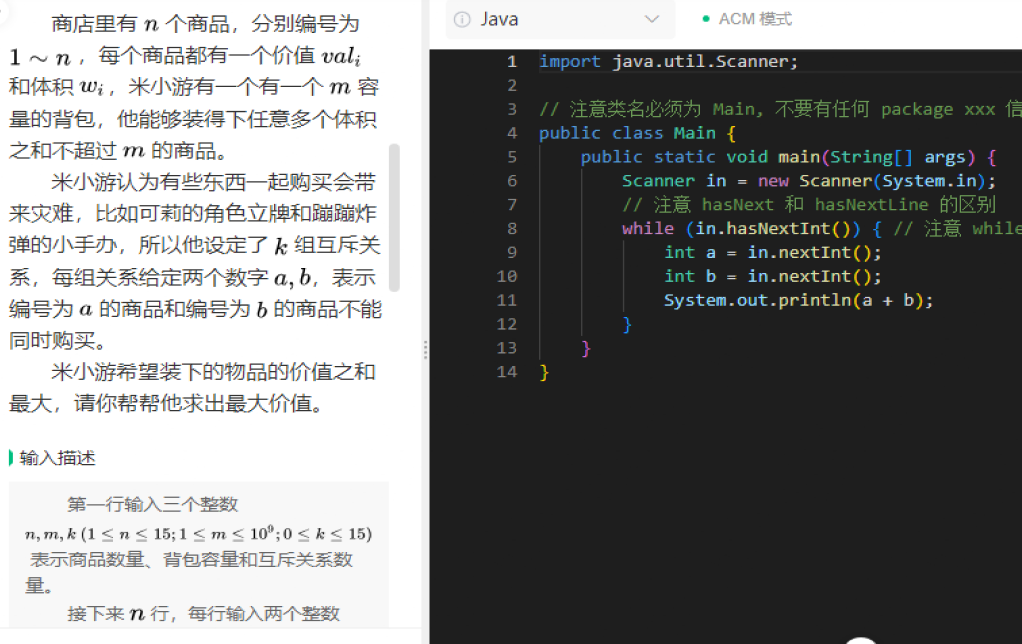 商店里有 n 个商品，分别编号为
1 ∼ n ，每个商品都有一个价值 val_i
和体积 w_i ，米小游有一个有一个 m 容
量的背包，他能够装得下任意多个体积
之和不超过 m 的商品。
米小游认为有些东西一起购买会带
来灾难，比如可莉的角色立牌和蹦蹦炸
弹的小手办，所以他设定了 k 组互斥关
系，每组关系给定两个数字 a, b，表示
编号为 a 的商品和编号为 b 的商品不能
同时购买。
米小游希望装下的物品的价值之和
最大，请你帮帮他求出最大价值。
输入描述
第一行输入三个整数
n, m, k (1 ≤ n ≤ 15; 1 ≤ m ≤ 10^9; 0 ≤ k ≤ 15)
表示商品数量、背包容量和互斥关系数
量。
接下来 n 行，每行输入两个整数
Java
ACM 模式
1 import java.util.Scanner;
2
3 // 注意类名必须为 Main, 不要有任何 package xxx 信
4 public class Main {
5 public static void main(String[] args) {
6 Scanner in = new Scanner(System.in);
7 // 注意 hasNext 和 hasNextLine 的区别
8 while (in.hasNextInt()) { // 注意 while
9 int a = in.nextInt();
10 int b = in.nextInt();
11 System.out.println(a + b);
12 }
13 }
14 }